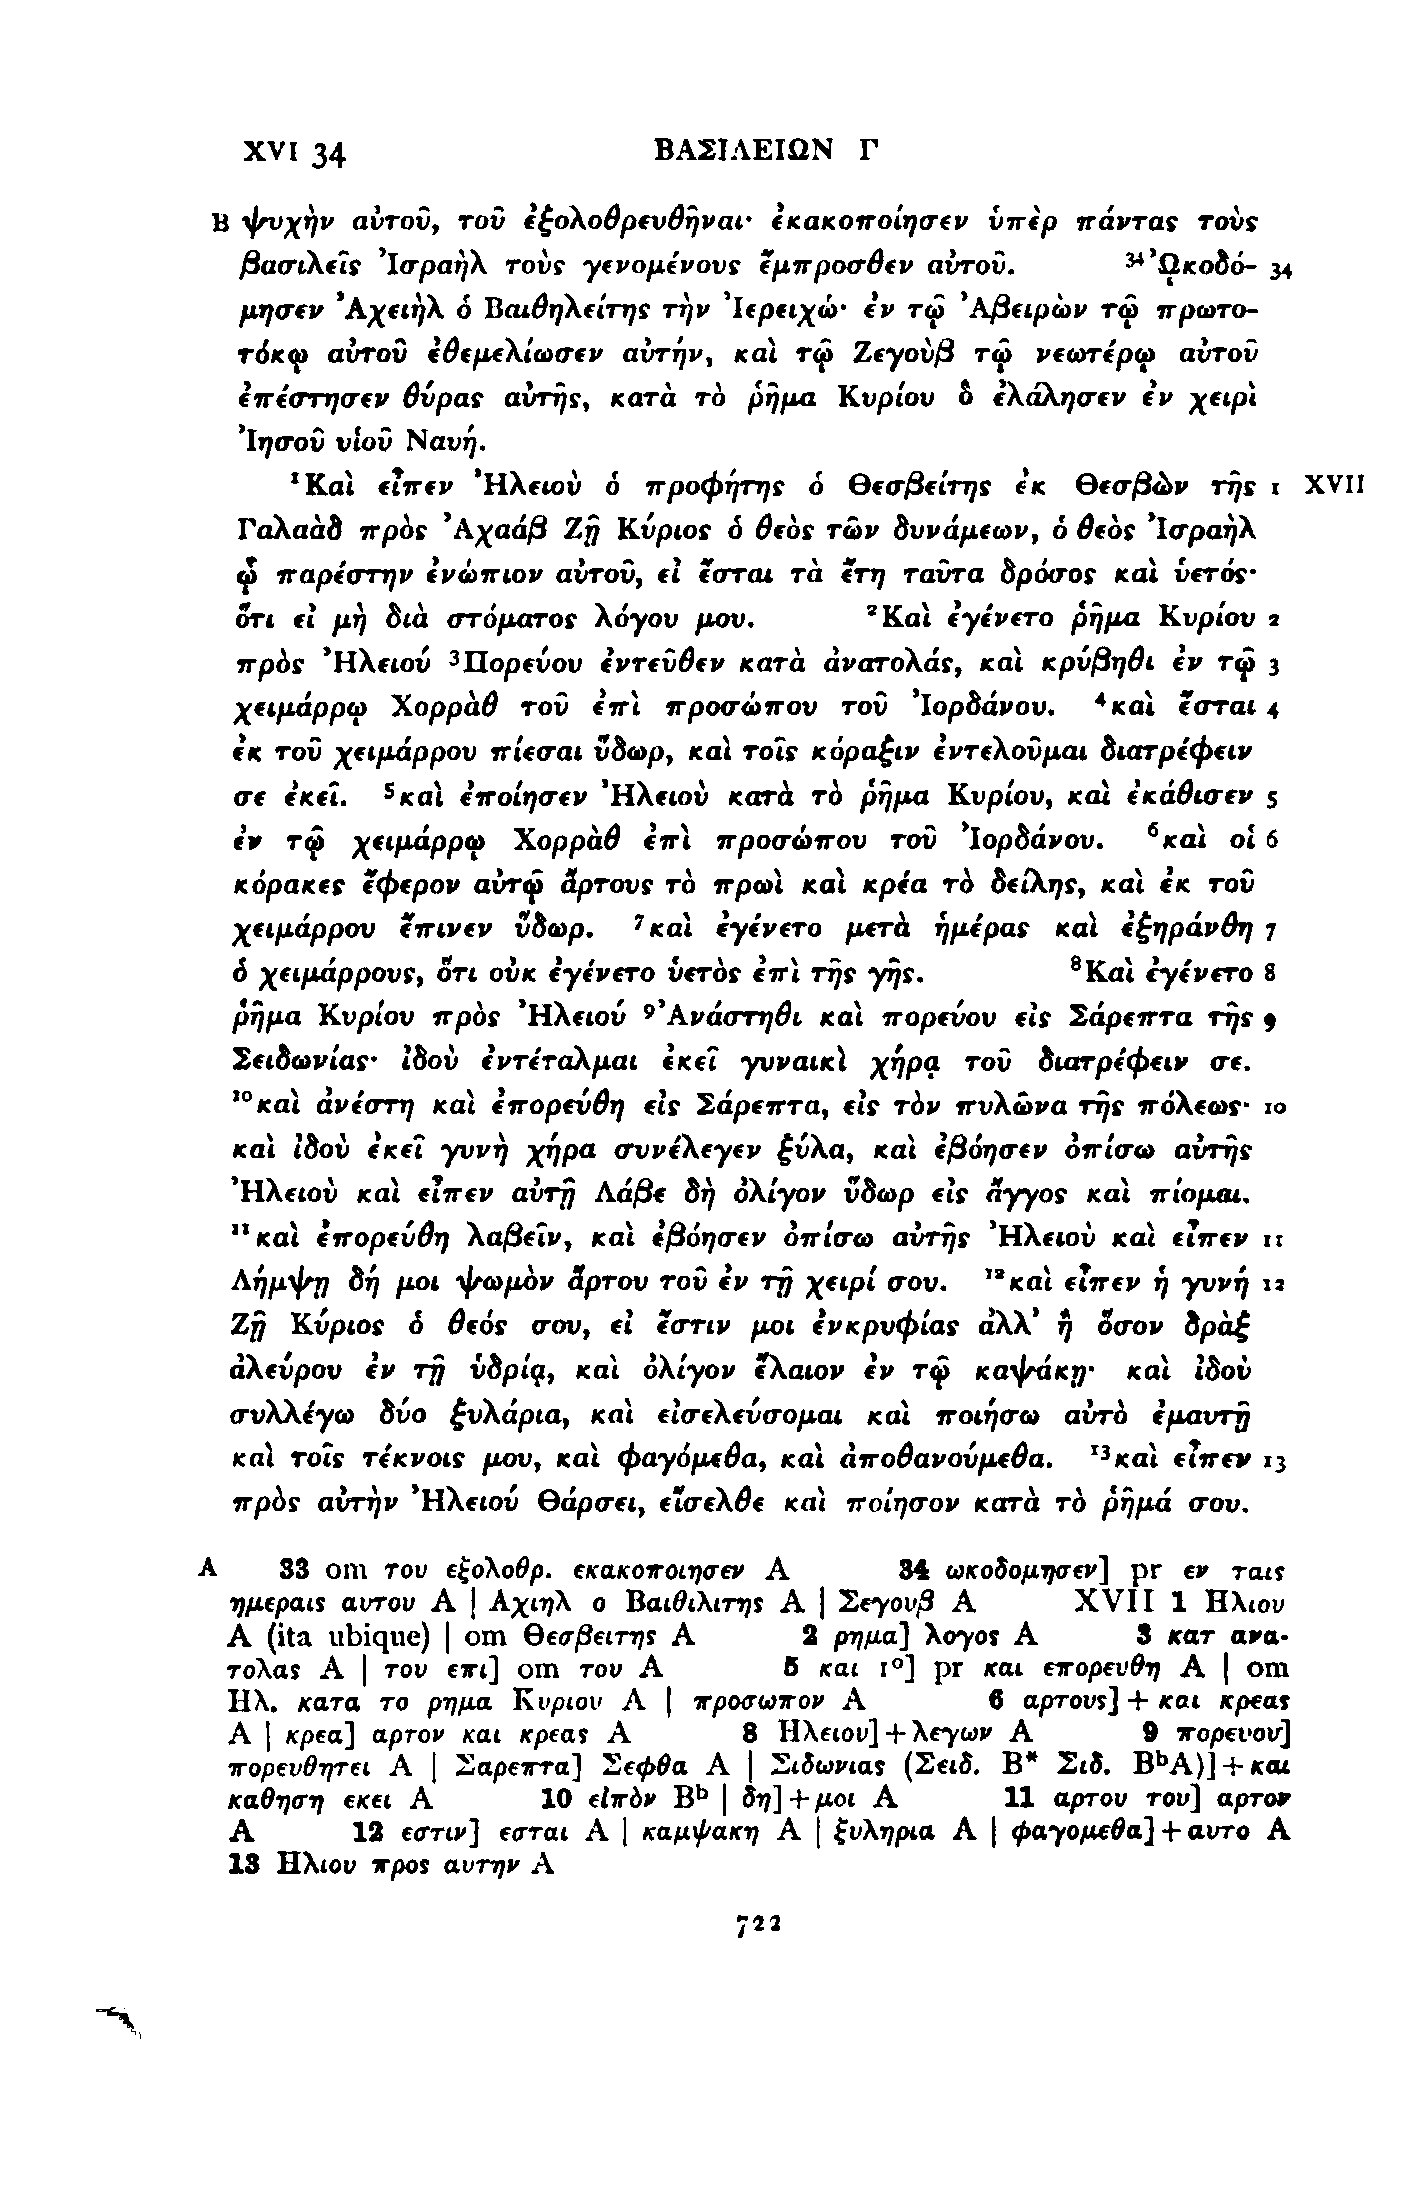 XVI 34 ΒΑΣΙΛΕΙΩΝ Γ
B ψυχὴν αὐτοῦ, τοῦ ἐξολοθρευθῆναι· ἐκακοποίησεν ὑπὲρ πάντας τοὺς
βασιλεῖς Ἰσραὴλ τοὺς γενομένους ἔμπροσθεν αὐτοῦ. ³⁴ᾨκοδό- 34
μησεν Ἀχειὴλ ὁ Βαιθηλείτης τὴν Ἰερειχώ· ἐν τῷ Ἀβειρὼν τῷ πρωτο-
τόκῳ αὐτοῦ ἐθεμελίωσεν αὐτήν, καὶ τῷ Ζεγοὺβ τῷ νεωτέρῳ αὐτοῦ
ἐπέστησεν θύρας αὐτῆς, κατὰ τὸ ῥῆμα Κυρίου ὃ ἐλάλησεν ἐν χειρὶ
Ἰησοῦ υἱοῦ Ναυή.
¹Καὶ εἶπεν Ἠλειοὺ ὁ προφήτης ὁ Θεσβείτης ἐκ Θεσβὼν τῆς 1 XVII
Γαλαὰδ πρὸς Ἀχαάβ Ζῇ Κύριος ὁ θεὸς τῶν δυνάμεων, ὁ θεὸς Ἰσραὴλ
ᾧ παρέστην ἐνώπιον αὐτοῦ, εἰ ἔσται τὰ ἔτη ταῦτα δρόσος καὶ ὑετός·
ὅτι εἰ μὴ διὰ στόματος λόγου μου. ²Καὶ ἐγένετο ῥῆμα Κυρίου 2
πρὸς Ἠλειού ³Πορεύου ἐντεῦθεν κατὰ ἀνατολάς, καὶ κρύβηθι ἐν τῷ 3
χειμάρρῳ Χορρὰθ τοῦ ἐπὶ προσώπου τοῦ Ἰορδάνου. ⁴καὶ ἔσται 4
ἐκ τοῦ χειμάρρου πίεσαι ὕδωρ, καὶ τοῖς κόραξιν ἐντελοῦμαι διατρέφειν
σε ἐκεῖ. ⁵καὶ ἐποίησεν Ἠλειοὺ κατὰ τὸ ῥῆμα Κυρίου, καὶ ἐκάθισεν 5
ἐν τῷ χειμάρρῳ Χορρὰθ ἐπὶ προσώπου τοῦ Ἰορδάνου. ⁶καὶ οἱ 6
κόρακες ἔφερον αὐτῷ ἄρτους τὸ πρωὶ καὶ κρέα τὸ δείλης, καὶ ἐκ τοῦ
χειμάρρου ἔπινεν ὕδωρ. ⁷καὶ ἐγένετο μετὰ ἡμέρας καὶ ἐξηράνθη 7
ὁ χειμάρρους, ὅτι οὐκ ἐγένετο ὑετὸς ἐπὶ τῆς γῆς. ⁸Καὶ ἐγένετο 8
ῥῆμα Κυρίου πρὸς Ἠλειού ⁹Ἀνάστηθι καὶ πορεύου εἰς Σάρεπτα τῆς 9
Σειδωνίας· ἰδοὺ ἐντέταλμαι ἐκεῖ γυναικὶ χήρᾳ τοῦ διατρέφειν σε.
¹⁰καὶ ἀνέστη καὶ ἐπορεύθη εἰς Σάρεπτα, εἰς τὸν πυλῶνα τῆς πόλεως· 10
καὶ ἰδοὺ ἐκεῖ γυνὴ χήρα συνέλεγεν ξύλα, καὶ ἐβόησεν ὀπίσω αὐτῆς
Ἠλειοὺ καὶ εἶπεν αὐτῇ Λάβε δὴ ὀλίγον ὕδωρ εἰς ἄγγος καὶ πίομαι.
¹¹καὶ ἐπορεύθη λαβεῖν, καὶ ἐβόησεν ὀπίσω αὐτῆς Ἠλειοὺ καὶ εἶπεν 11
Λήμψῃ δή μοι ψωμὸν ἄρτου τοῦ ἐν τῇ χειρί σου. ¹²καὶ εἶπεν ἡ γυνή 12
Ζῇ Κύριος ὁ θεός σου, εἰ ἔστιν μοι ἐνκρυφίας ἀλλ’ ἢ ὅσον δρὰξ
ἀλεύρου ἐν τῇ ὑδρίᾳ, καὶ ὀλίγον ἔλαιον ἐν τῷ καψάκῃ· καὶ ἰδοὺ
συλλέγω δύο ξυλάρια, καὶ εἰσελεύσομαι καὶ ποιήσω αὐτὸ ἐμαυτῇ
καὶ τοῖς τέκνοις μου, καὶ φαγόμεθα, καὶ ἀποθανούμεθα. ¹³καὶ εἶπεν 13
πρὸς αὐτὴν Ἠλειού Θάρσει, εἴσελθε καὶ ποίησον κατὰ τὸ ῥῆμά σου.
A 33 om του εξολοθρ. εκακοποιησεν A 34 ωκοδομησεν] pr εν ταις
ημεραις αυτου A | Αχιηλ ο Βαιθιλιτης A | Σεγουβ A XVII 1 Ηλιου
A (ita ubique) | om Θεσβειτης A 2 ρημα] λογος A 3 κατ ανα-
τολας A | του επι] om του A 5 και 1°] pr και επορευθη A | om
Ηλ. κατα το ρημα Κυριου A | προσωπον A 6 αρτους] + και κρεας
A | κρεα] αρτον και κρεας A 8 Ηλειου] + λεγων A 9 πορευου]
πορευθητει A | Σαρεπτα] Σεφθα A | Σιδωνιας (Σειδ. B* Σιδ. BᵇA)] + και
καθηση εκει A 10 εἰπὸν Bᵇ | δη] + μοι A 11 αρτου του] αρτον
A 12 εστιν] εσται A | καμψακη A | ξυληρια A | φαγομεθα] + αυτο A
13 Ηλιου προς αυτην A
722